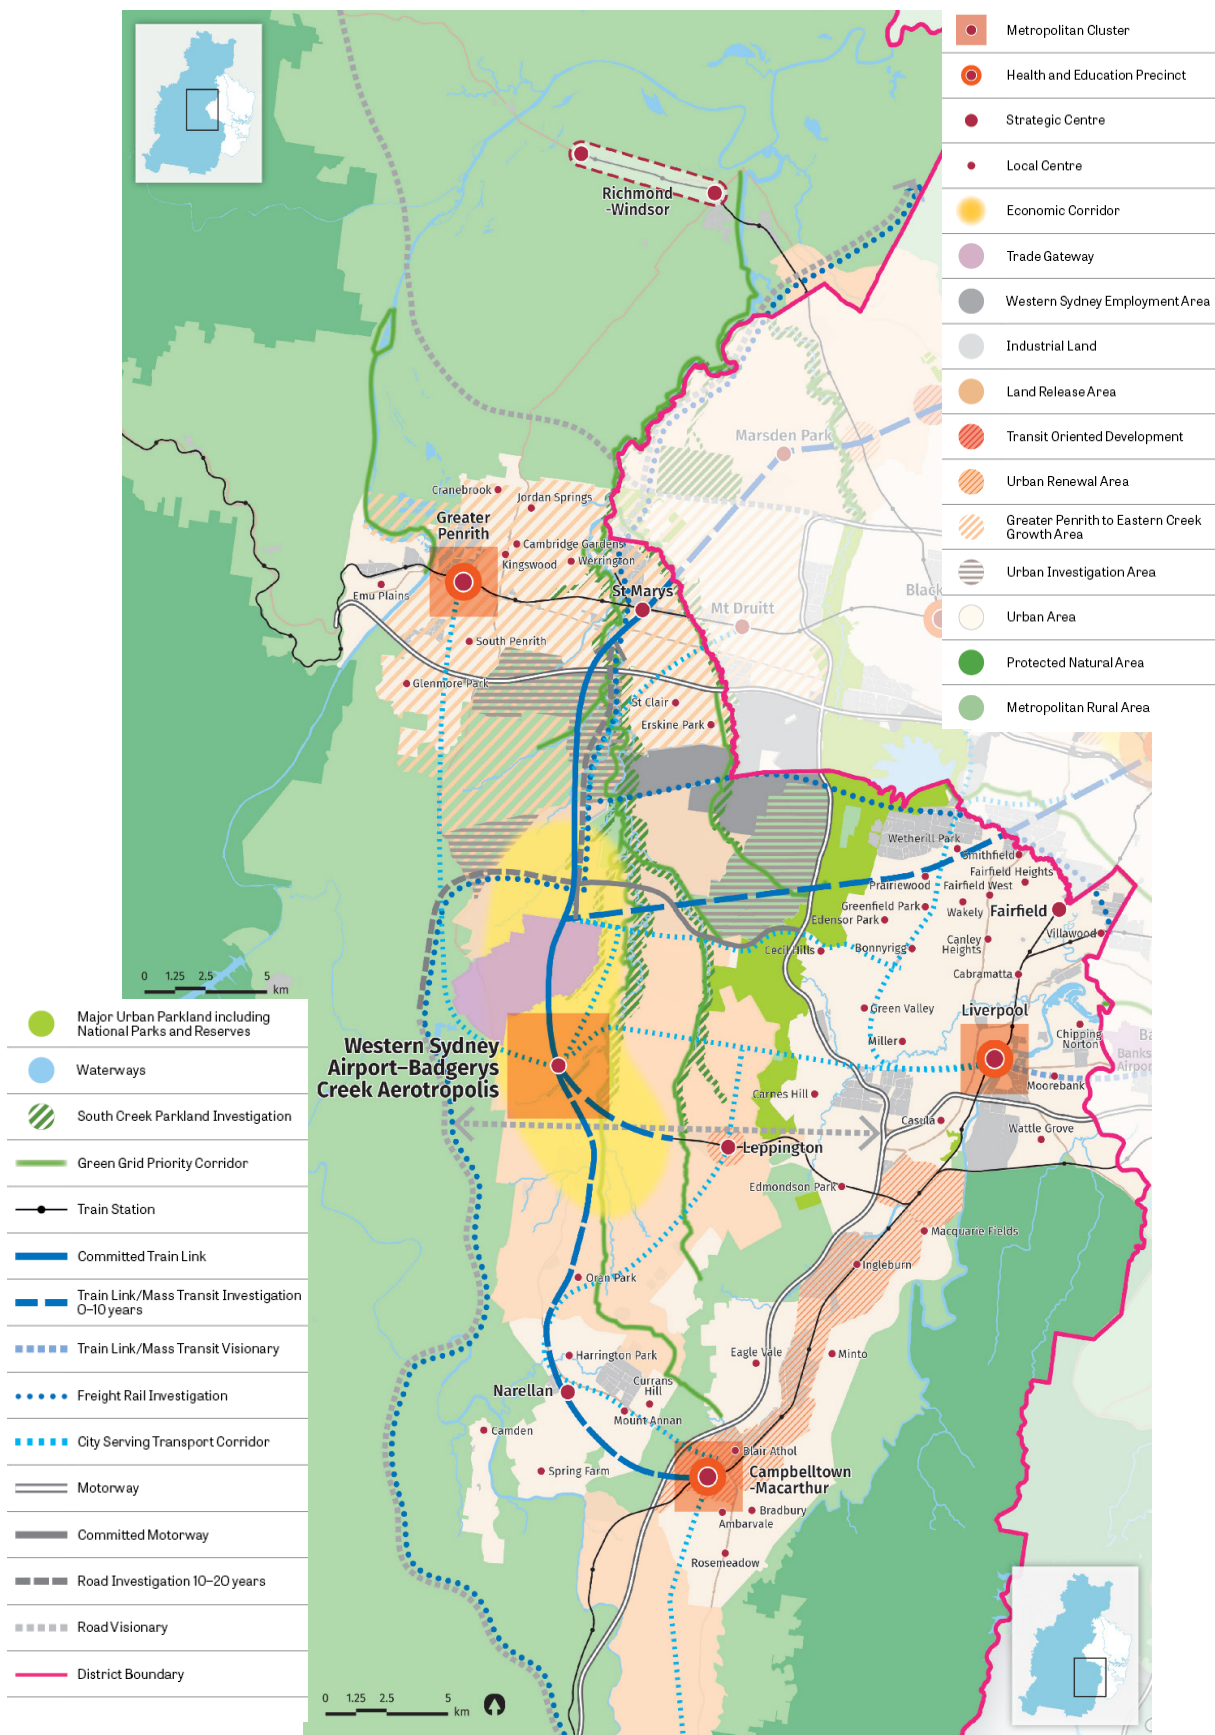 Metropolitan Cluster
Health and Education Precinct
Strategic Centre
Local Centre
Economic Corridor
Trade Gateway
Western Sydney Employment Area
Industrial Land
Land Release Area
Transit Oriented Development
Urban Renewal Area
Greater Penrith to Eastern Creek
Growth Area
Urban Investigation Area
Urban Area
Protected Natural Area
Metropolitan Rural Area
Richmond
-Windsor
Marsden Park
Cranebrook
Jordan Springs
Greater
Penrith
Cambridge Gardens
Kingswood
Werrington
Emu Plains
St Marys
Mt Druitt
Black
South Penrith
Glenmore Park
St Clair
Erskine Park
Wetherill Park
Smithfield
Fairfield Heights
Prairiewood
Fairfield West
Greenfield Park
Wakely
Fairfield
Edensor Park
Villawood
Canley
Heights
Cecil Hills
Bonnyrigg
Cabramatta
0 1.25 2.5 5
km
Green Valley
Liverpool
Chipping
Norton
Ba
Banks
Airpor
Miller
Western Sydney
Airport–Badgerys
Creek Aerotropolis
Moorebank
Carnes Hill
Casula
Wattle Grove
Leppington
Edmondson Park
Macquarie Fields
Ingleburn
Oran Park
Harrington Park
Eagle Vale
Minto
Narellan
Currans
Hill
Mount Annan
Camden
Blair Athol
Spring Farm
Campbelltown
-Macarthur
Bradbury
Ambarvale
Rosemeadow
0 1.25 2.5 5
km
Major Urban Parkland including
National Parks and Reserves
Waterways
South Creek Parkland Investigation
Green Grid Priority Corridor
Train Station
Committed Train Link
Train Link/Mass Transit Investigation
0–10 years
Train Link/Mass Transit Visionary
Freight Rail Investigation
City Serving Transport Corridor
Motorway
Committed Motorway
Road Investigation 10–20 years
Road Visionary
District Boundary